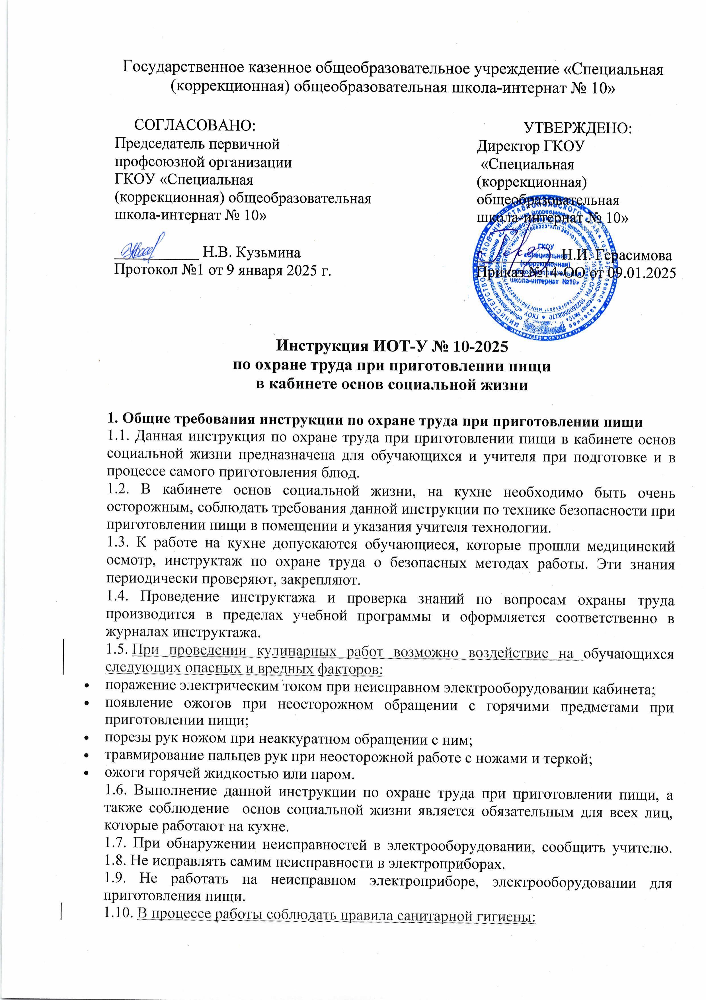 Государственное казенное общеобразовательное учреждение «Специальная
(коррекционная) общеобразовательная школа-интернат № 10»
СОГЛАСОВАНО:
Председатель первичной
профсоюзной организации
ГКОУ «Специальная
(коррекционная) общеобразовательная
школа-интернат № 10»
Н.В. Кузьмина
Протокол №1 от 9 января 2025 г.
УТВЕРЖДЕНО:
Директор ГКОУ
«Специальная
(коррекционная)
общеобразовательная
школа-интернат № 10»
Н.И. Герасимова
Приказ №14-ОО от 09.01.2025
ГКОУ
«Специальная
(коррекционная)
общеобразовательная
школа-интернат №10»
Инструкция ИОТ-У № 10-2025
по охране труда при приготовлении пищи
в кабинете основ социальной жизни
1. Общие требования инструкции по охране труда при приготовлении пищи
1.1. Данная инструкция по охране труда при приготовлении пищи в кабинете основ
социальной жизни предназначена для обучающихся и учителя при подготовке и в
процессе самого приготовления блюд.
1.2. В кабинете основ социальной жизни, на кухне необходимо быть очень
осторожным, соблюдать требования данной инструкции по технике безопасности при
приготовлении пищи в помещении и указания учителя технологии.
1.3. К работе на кухне допускаются обучающиеся, которые прошли медицинский
осмотр, инструктаж по охране труда о безопасных методах работы. Эти знания
периодически проверяют, закрепляют.
1.4. Проведение инструктажа и проверка знаний по вопросам охраны труда
производится в пределах учебной программы и оформляется соответственно в
журналах инструктажа.
1.5. При проведении кулинарных работ возможно воздействие на обучающихся
следующих опасных и вредных факторов:
• поражение электрическим током при неисправном электрооборудовании кабинета;
• появление ожогов при неосторожном обращении с горячими предметами при
приготовлении пищи;
• порезы рук ножом при неаккуратном обращении с ним;
• травмирование пальцев рук при неосторожной работе с ножами и теркой;
• ожоги горячей жидкостью или паром.
1.6. Выполнение данной инструкции по охране труда при приготовлении пищи, а
также соблюдение основ социальной жизни является обязательным для всех лиц,
которые работают на кухне.
1.7. При обнаружении неисправностей в электрооборудовании, сообщить учителю.
1.8. Не исправлять самим неисправности в электроприборах.
1.9. Не работать на неисправном электроприборе, электрооборудовании для
приготовления пищи.
1.10. В процессе работы соблюдать правила санитарной гигиены: